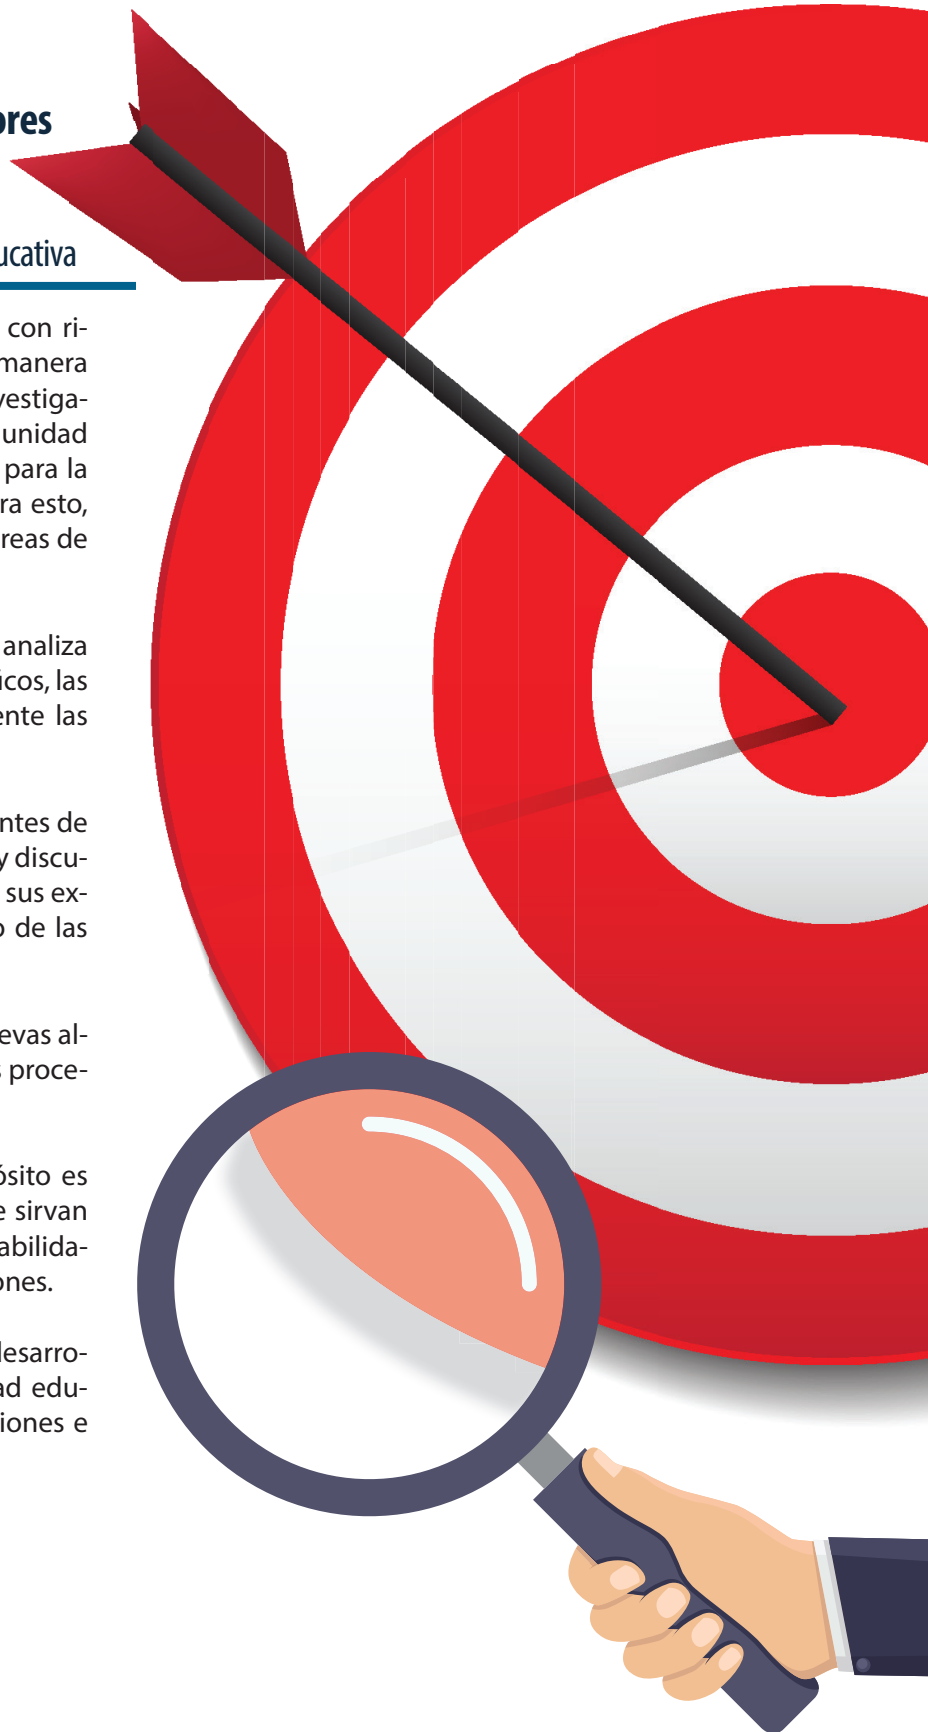 ores
ucativa
con ri-
manera
vestiga-
unidad
para la
ra esto,
reas de
analiza
icos, las
ente las
ntes de
y discu-
sus ex-
o de las
evas al-
s proce-
ósito es
e sirvan
abilida-
ones.
desarro-
ad edu-
iones e